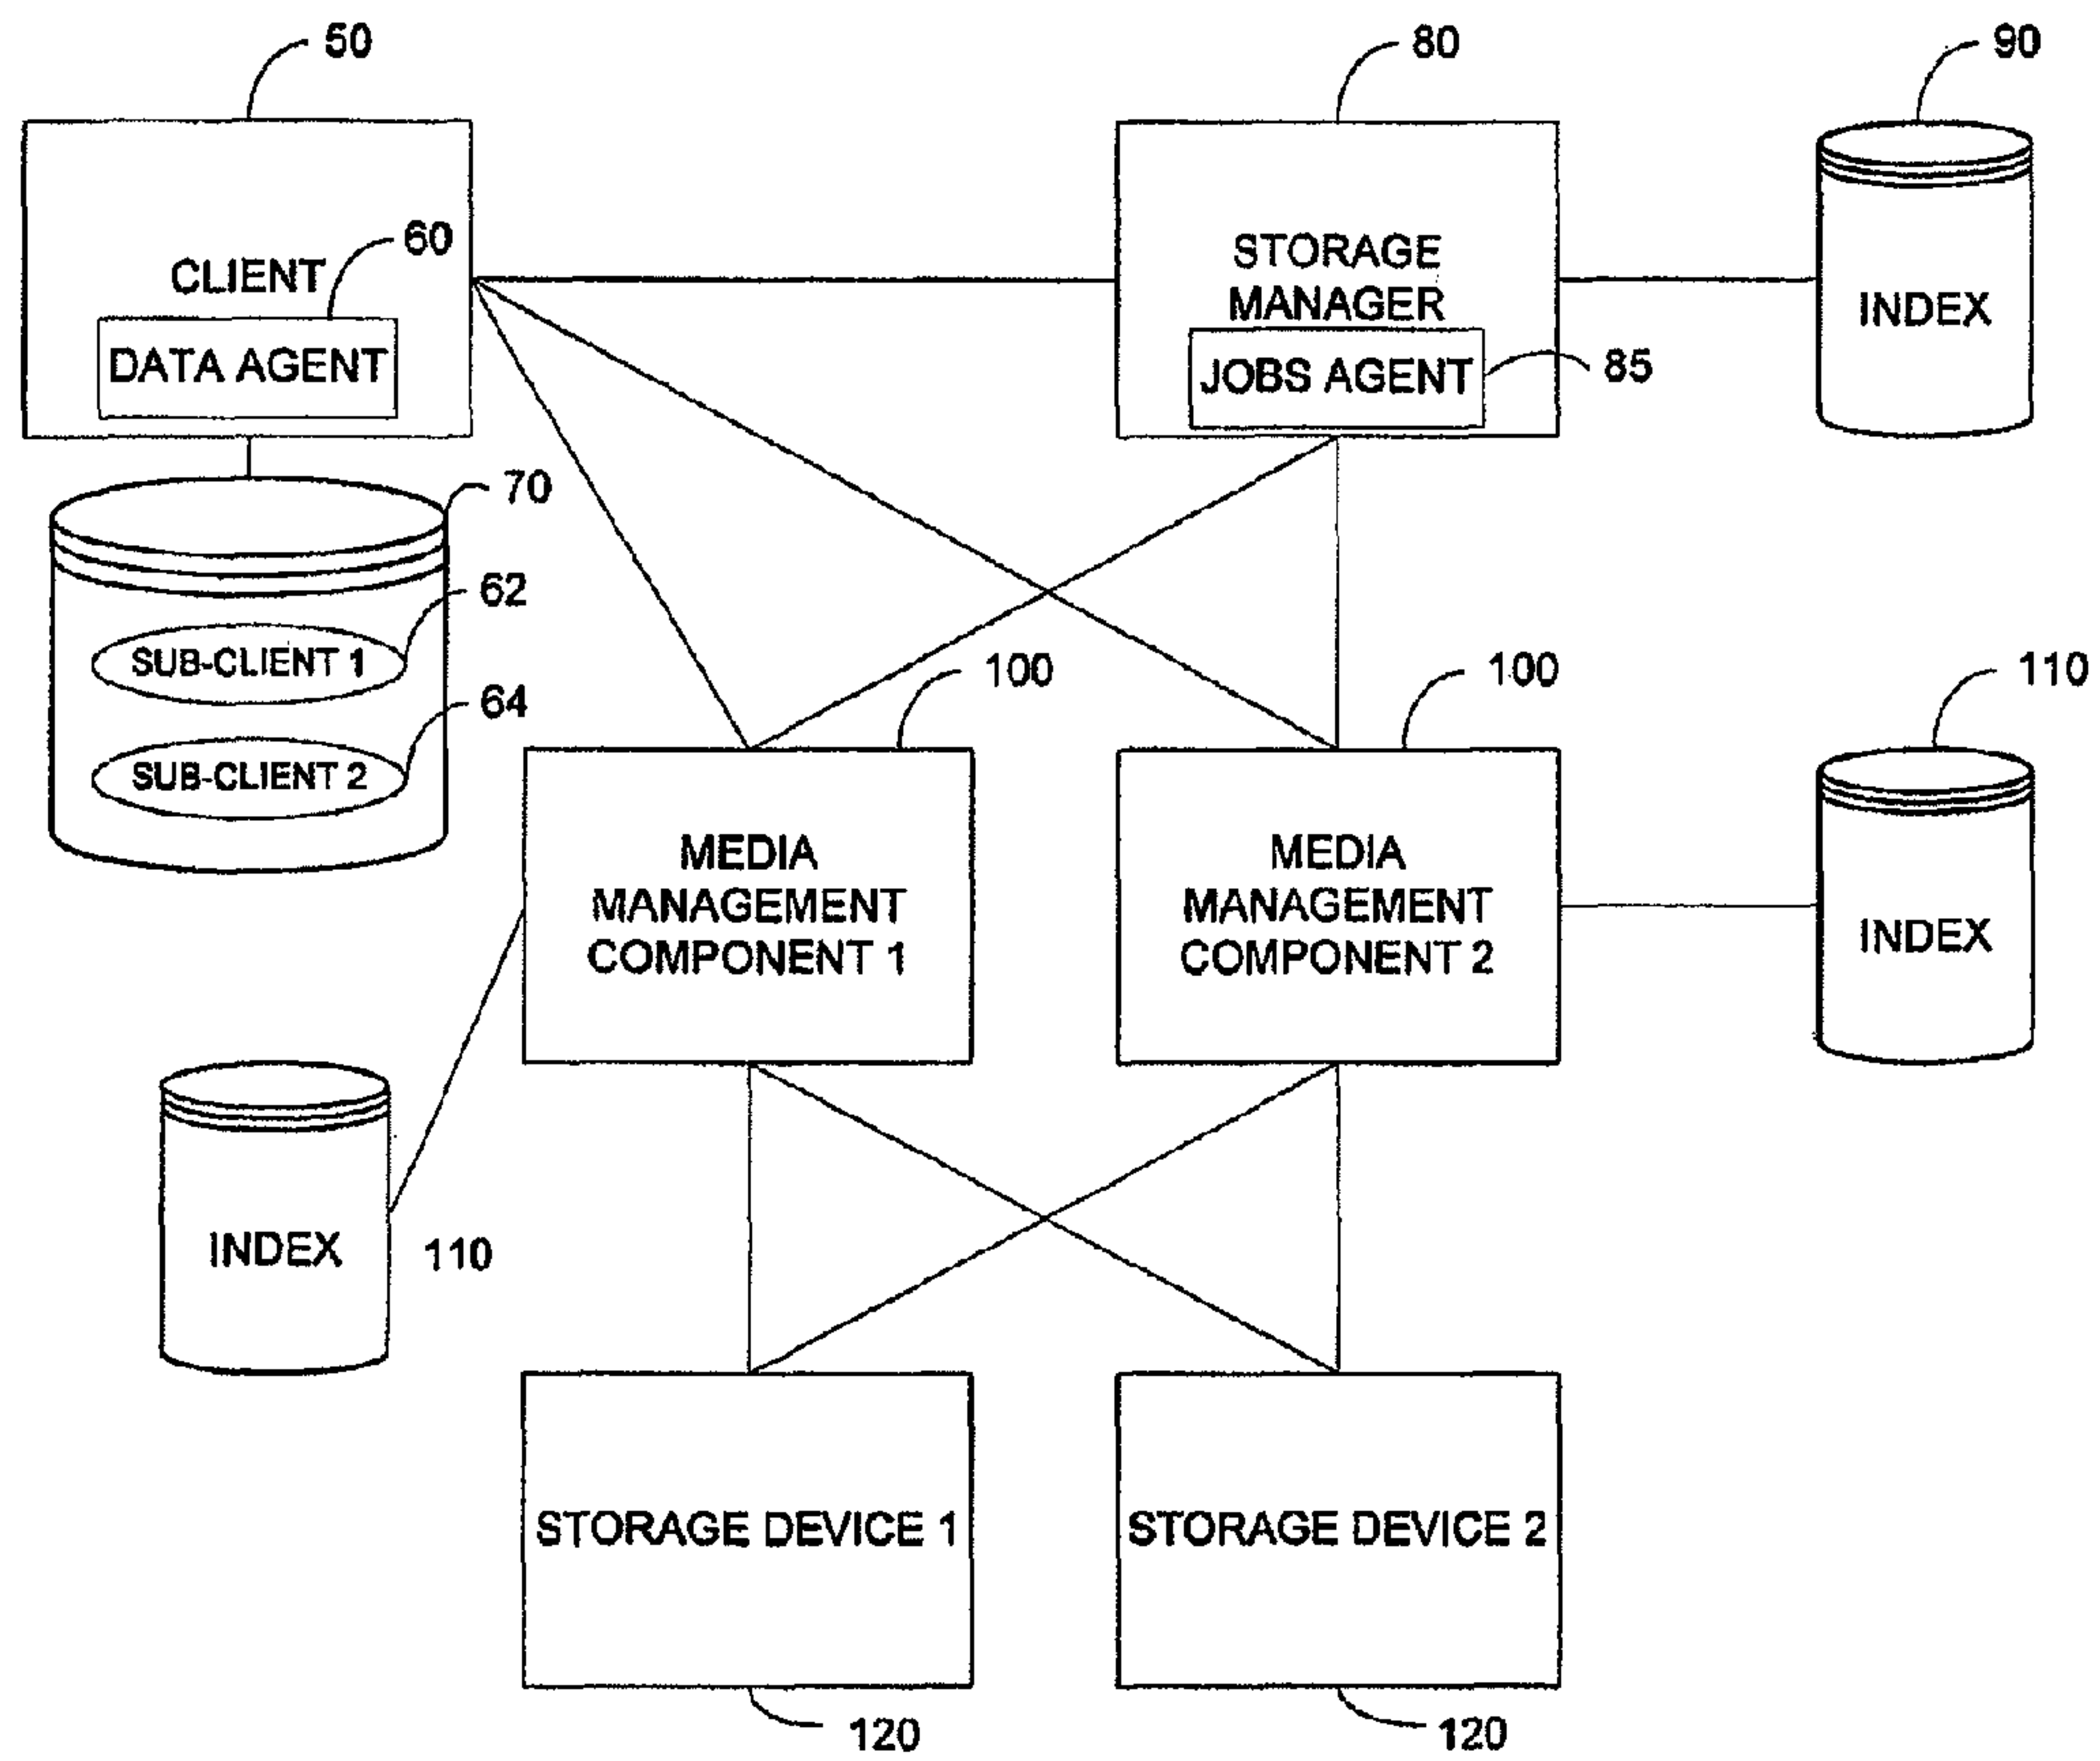 50
80
90
60
CLIENT
DATA AGENT
STORAGE
MANAGER
JOBS AGENT
85
INDEX
70
62
SUB-CLIENT 1
64
SUB-CLIENT 2
100
100
110
MEDIA
MANAGEMENT
COMPONENT 1
MEDIA
MANAGEMENT
COMPONENT 2
INDEX
INDEX
110
STORAGE DEVICE 1
STORAGE DEVICE 2
120
120